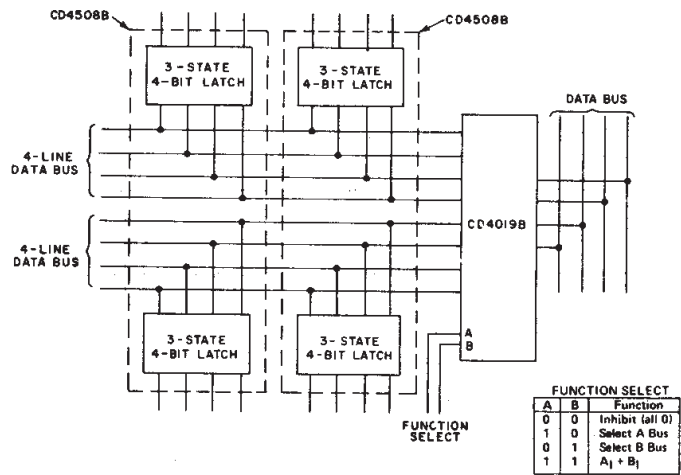 CD4508B
CD4508B
3-STATE
4-BIT LATCH
3-STATE
4-BIT LATCH
DATA BUS
4-LINE
DATA BUS
CD4019B
4-LINE
DATA BUS
3-STATE
4-BIT LATCH
3-STATE
4-BIT LATCH
A
B
FUNCTION
SELECT
FUNCTION SELECT
A B Function
0 0 Inhibit (all 0)
1 0 Select A Bus
0 1 Select B Bus
1 1 A1 + B1